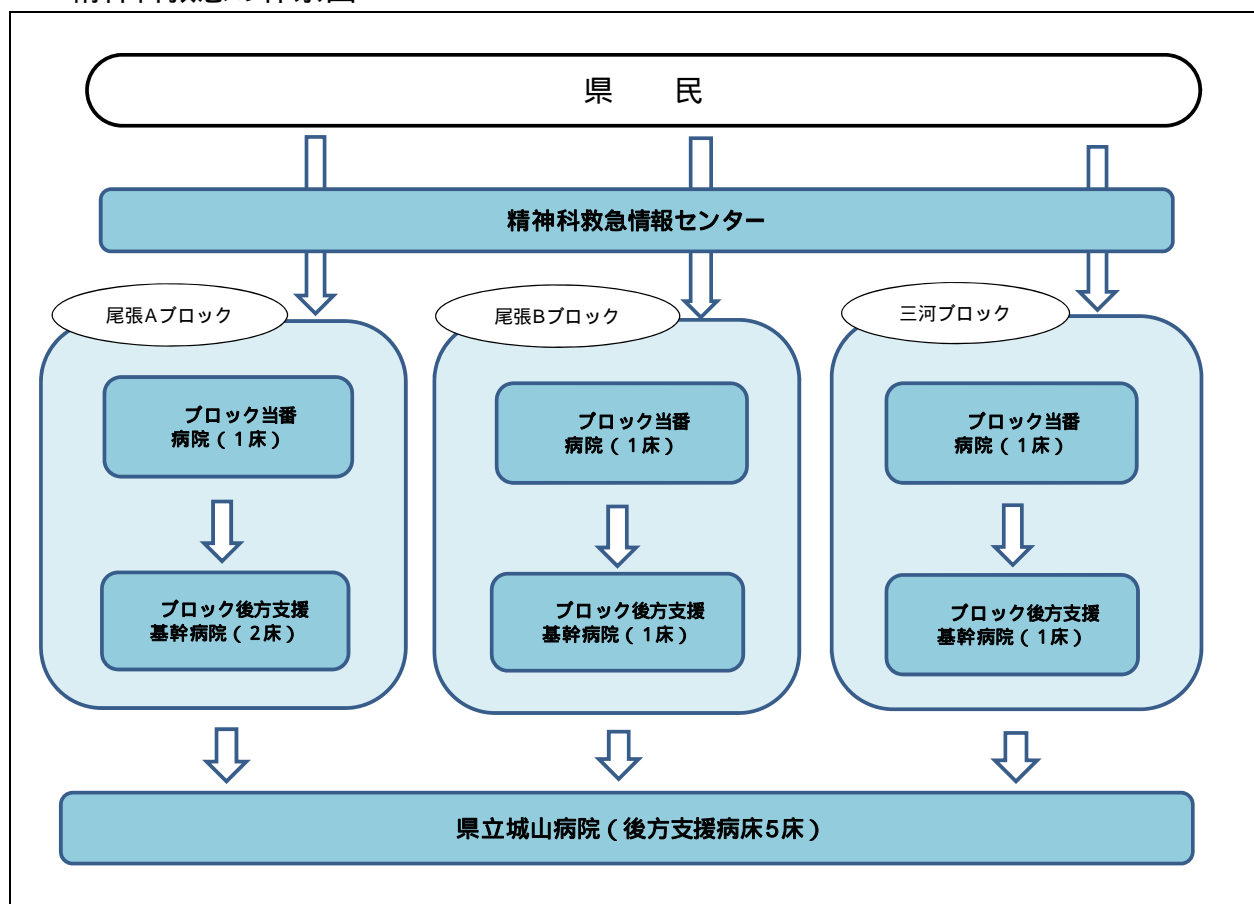 県　　民
精神科救急情報センター
尾張Aブロック
尾張Bブロック
三河ブロック
ブロック当番
病院（1床）
ブロック当番
病院（1床）
ブロック当番
病院（1床）
ブロック後方支援
基幹病院（2床）
ブロック後方支援
基幹病院（1床）
ブロック後方支援
基幹病院（1床）
県立城山病院（後方支援病床5床）